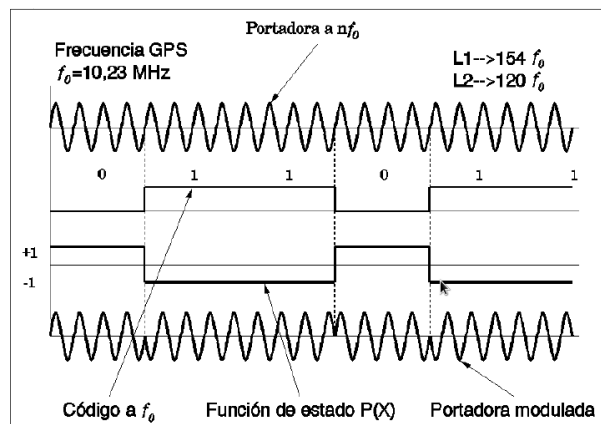 Portadora a nf₀
Frecuencia GPS
f₀=10,23 MHz
L1-->154 f₀
L2-->120 f₀
0 1 1 0 1 1
+1
-1
Código a f₀
Función de estado P(X)
Portadora modulada